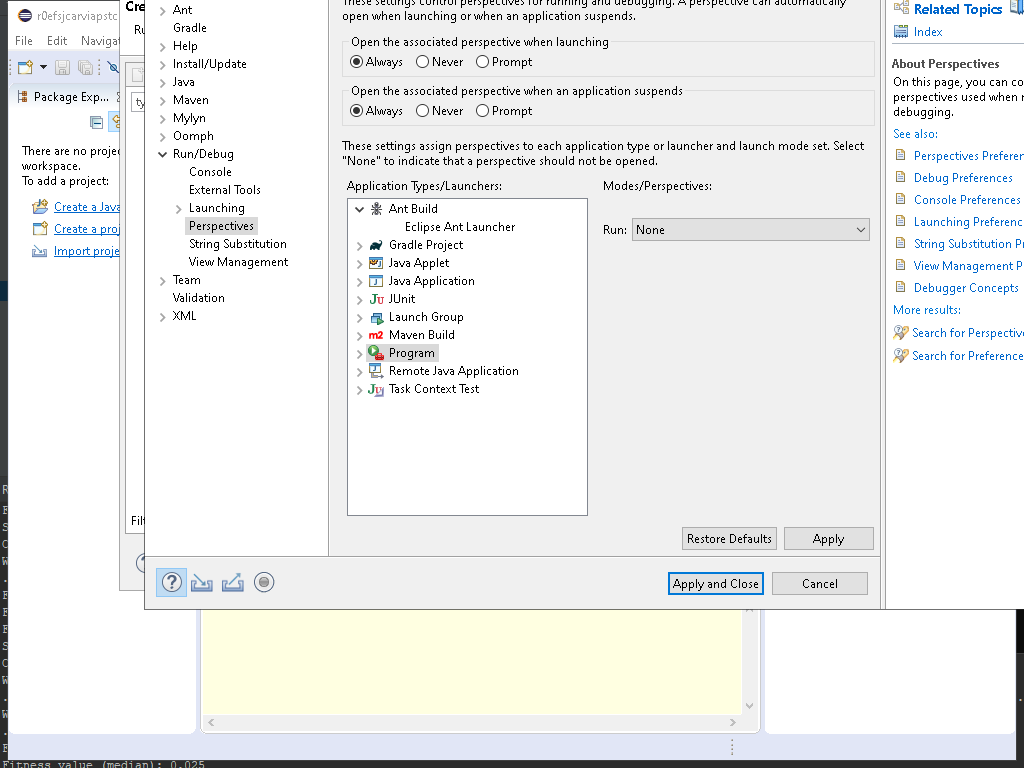 r0efsjcarviapstc
File Edit Navigat
Package Exp...
There are no proje
workspace.
To add a project:
Create a Java
Create a proj
Import proje
Cre
Ru
ty
Filt
Ant
Gradle
Help
Install/Update
Java
Maven
Mylyn
Oomph
Run/Debug
Console
External Tools
Launching
Perspectives
String Substitution
View Management
Team
Validation
XML
These settings control perspectives for running and debugging. A perspective can automatically
open when launching or when an application suspends.
Open the associated perspective when launching
Always Never Prompt
Open the associated perspective when an application suspends
Always Never Prompt
These settings assign perspectives to each application type or launcher and launch mode set. Select
"None" to indicate that a perspective should not be opened.
Application Types/Launchers:
Ant Build
Eclipse Ant Launcher
Gradle Project
Java Applet
Java Application
JUnit
Launch Group
Maven Build
Program
Remote Java Application
Task Context Test
Modes/Perspectives:
Run: None
Restore Defaults Apply
Apply and Close Cancel
Related Topics
Index
About Perspectives
On this page, you can co
perspectives used when r
debugging.
See also:
Perspectives Preferen
Debug Preferences
Console Preferences
Launching Preferenc
String Substitution Pr
View Management P
Debugger Concepts
More results:
Search for Perspective
Search for Preference
Fitness value (median): 0.025